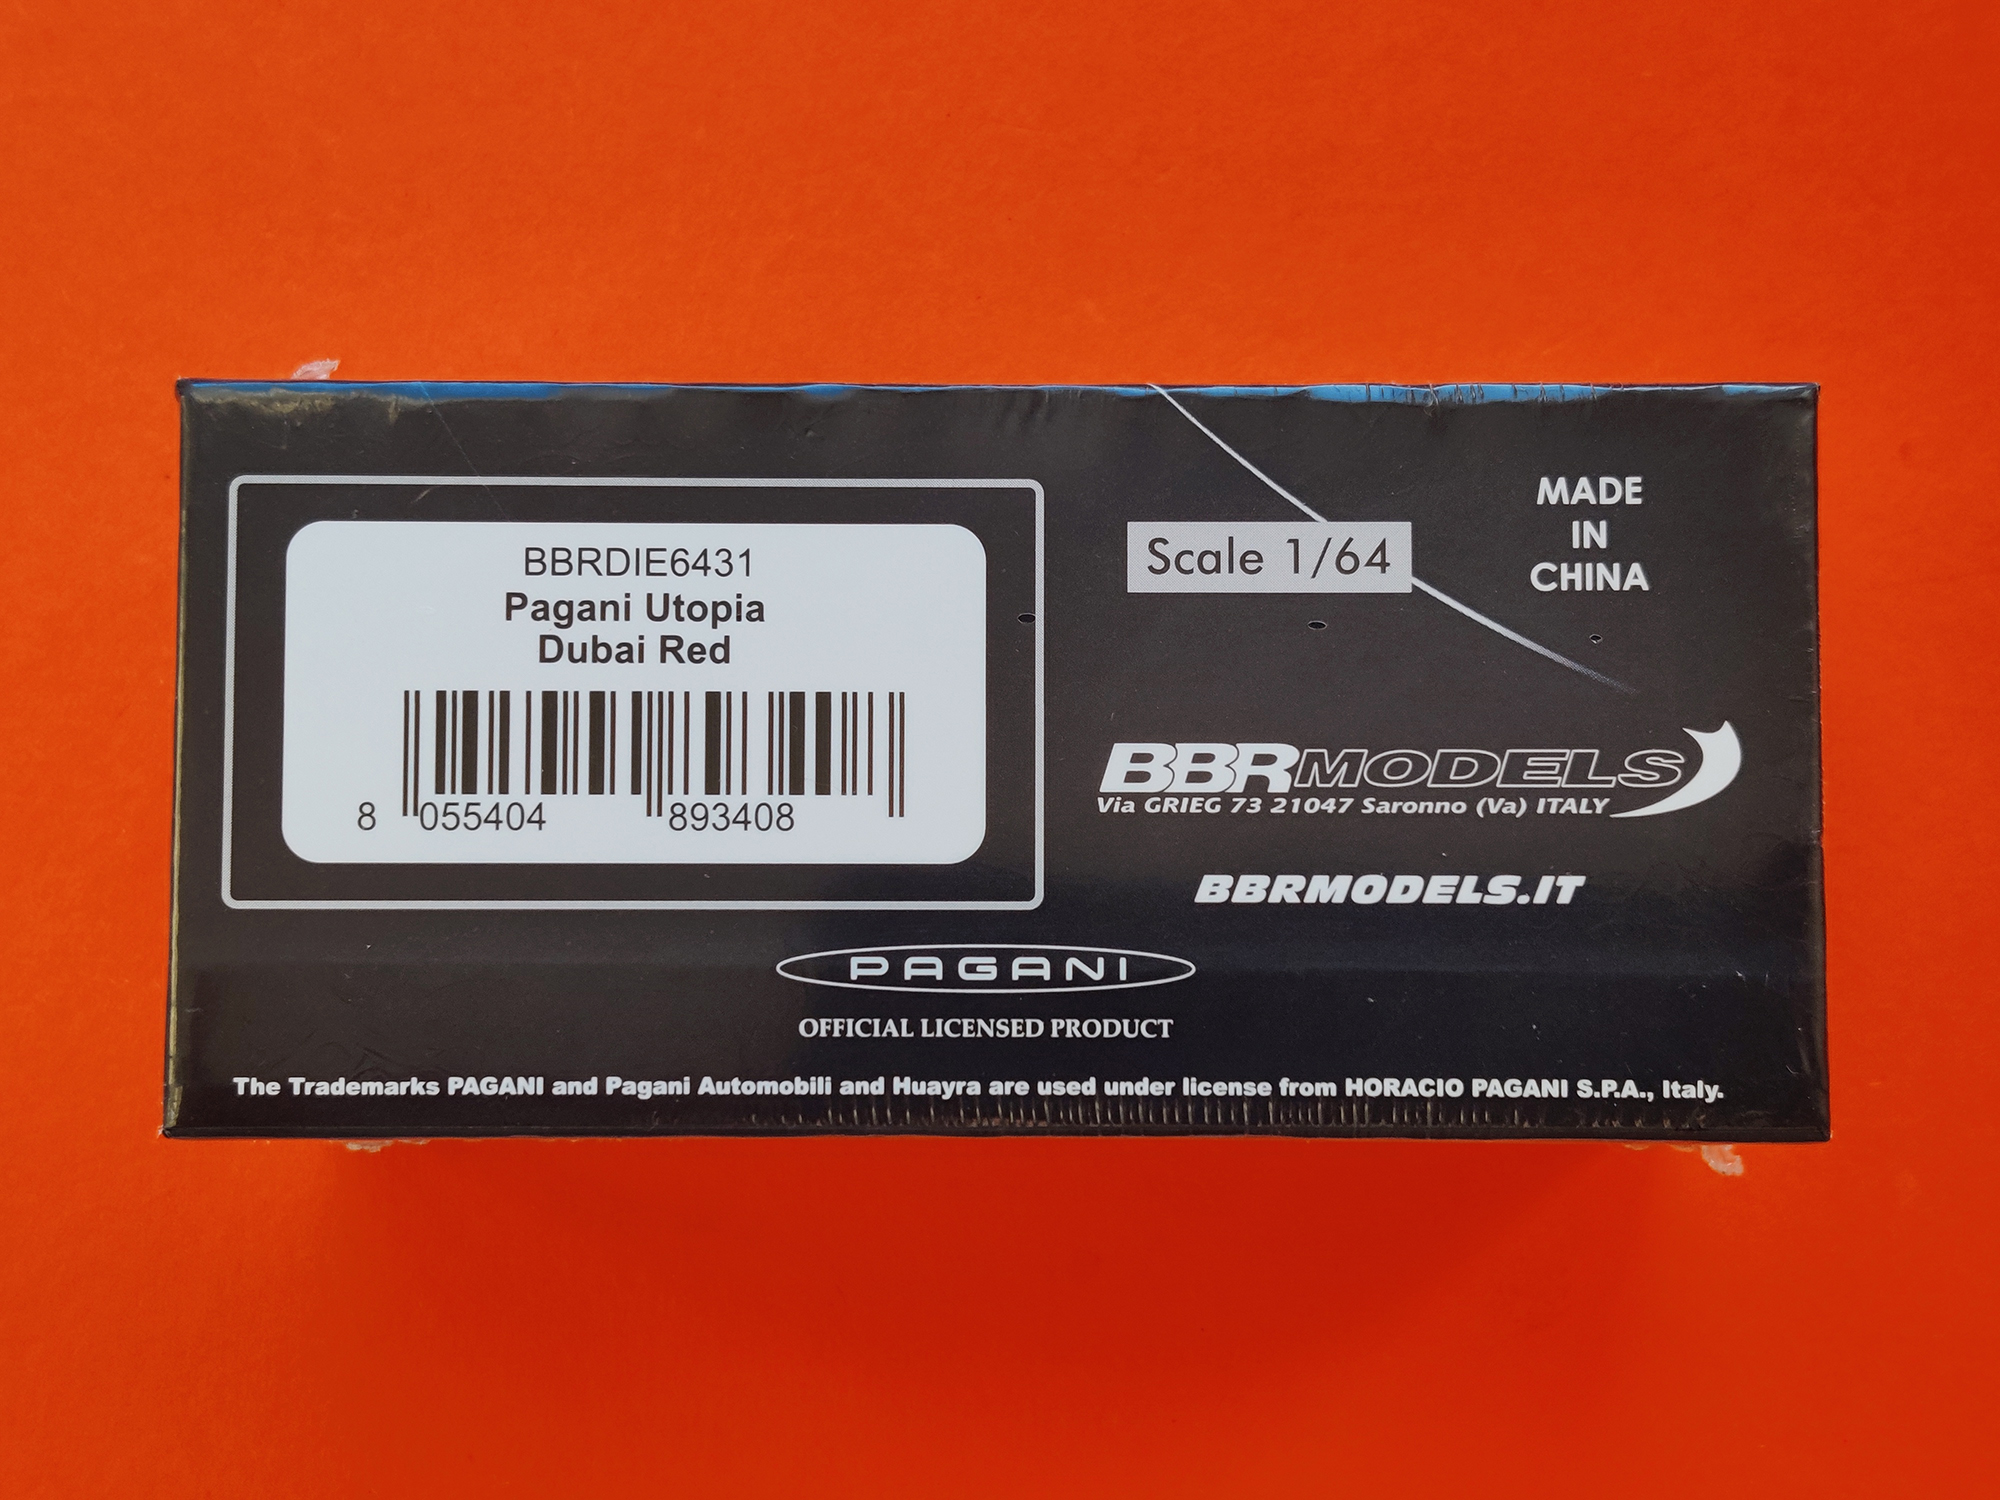 BBRDIE6431
Pagani Utopia
Dubai Red
8 055404 893408
Scale 1/64
MADE
IN
CHINA
BBRMODELS
Via GRIEG 73 21047 Saronno (Va) ITALY
BBRMODELS.IT
PAGANI
OFFICIAL LICENSED PRODUCT
The Trademarks PAGANI and Pagani Automobili and Huayra are used under license from HORACIO PAGANI S.P.A., Italy.